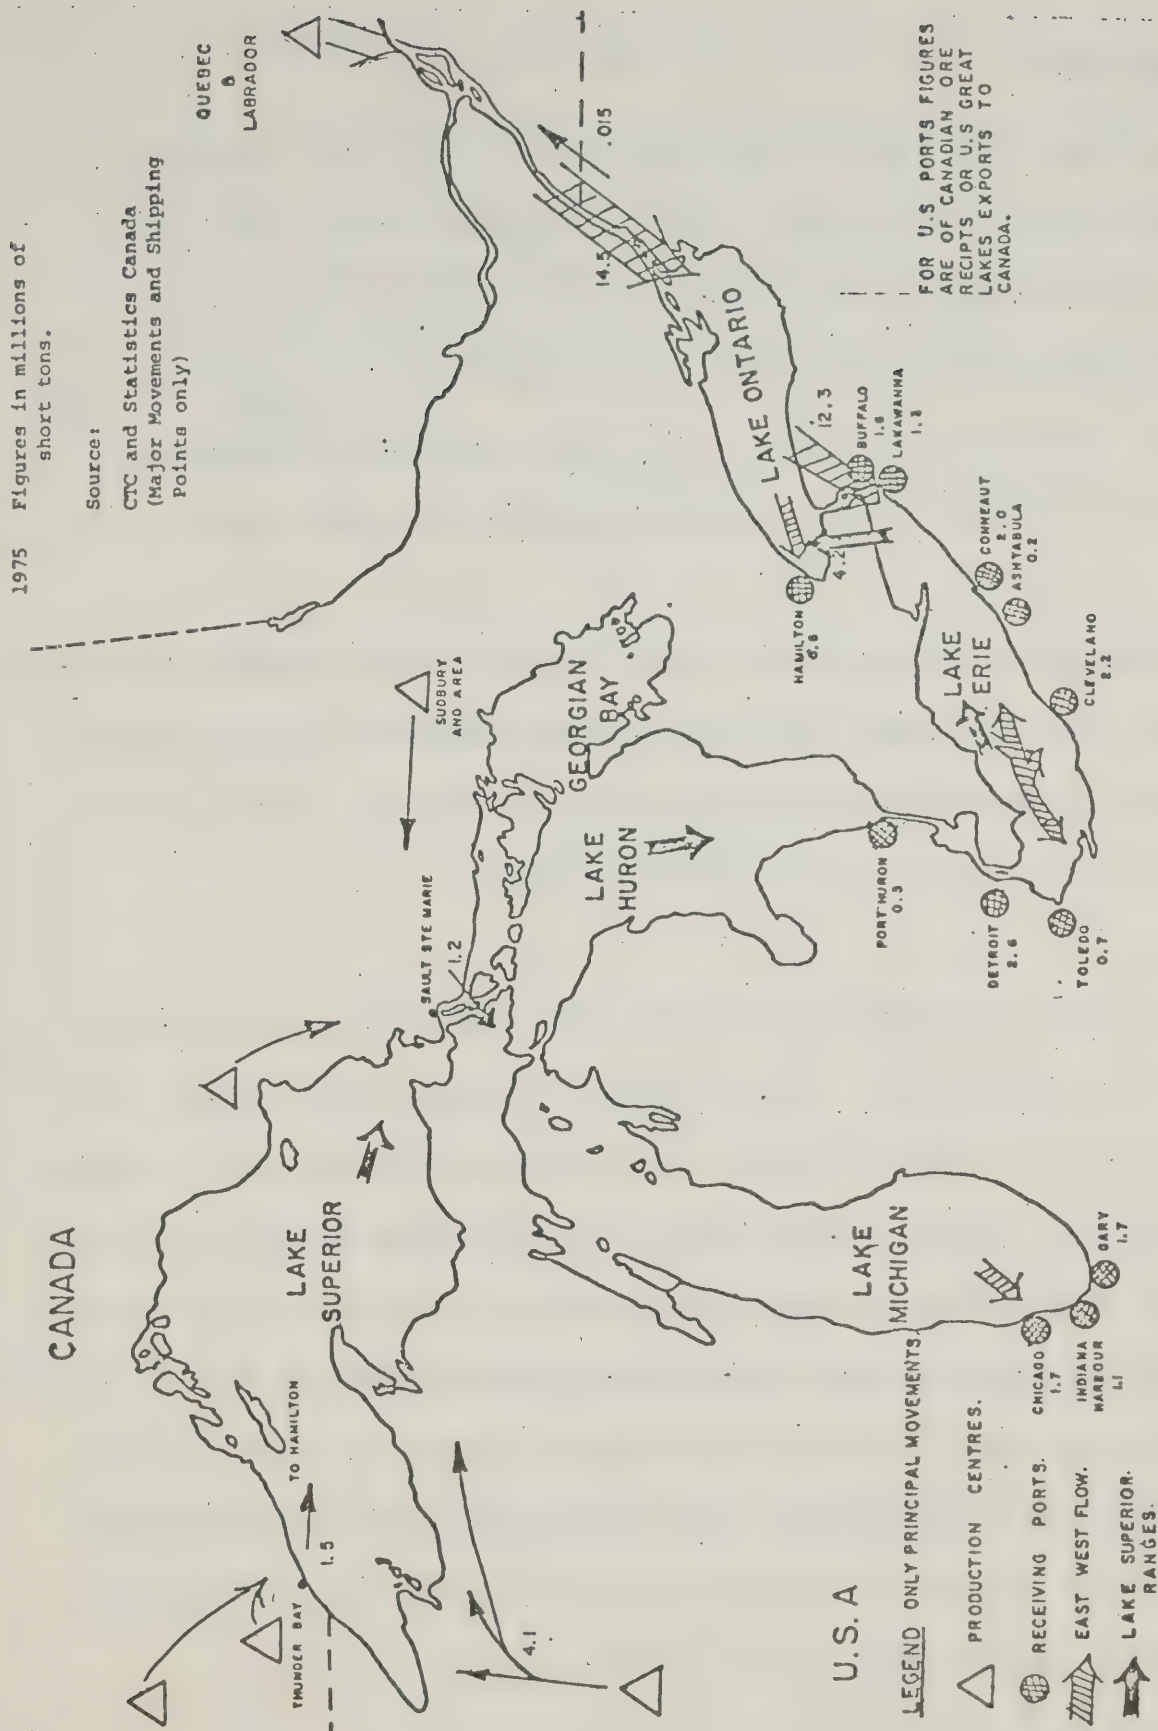 1975 Figures in millions of
short tons.
Source:
CTC and Statistics Canada
(Major Movements and Shipping
Points only)
QUEBEC
&
LABRADOR
CANADA
THUNDER BAY
1.5
TO HAMILTON
LAKE
SUPERIOR
4.1
SAULT STE MARIE
1.2
SUDBURY
AND AREA
GEORGIAN
BAY
LAKE
HURON
LAKE
MICHIGAN
CHICAGO
1.7
INDIANA
HARBOUR
1.1
GARY
1.7
PORT HURON
0.3
DETROIT
2.6
TOLEDO
0.7
LAKE
ERIE
CLEVELAND
2.2
CONNEAUT
2.0
ASHTABULA
0.2
HAMILTON
4.2
12.3
BUFFALO
1.6
LAKAWANNA
LAKE ONTARIO
14.5
.015
FOR U.S PORTS FIGURES
ARE OF CANADIAN ORE
RECIPTS OR U.S GREAT
LAKES EXPORTS TO
CANADA.
U.S.A
LEGEND ONLY PRINCIPAL MOVEMENTS.
PRODUCTION CENTRES.
RECEIVING PORTS.
EAST WEST FLOW.
LAKE SUPERIOR.
RANGES.